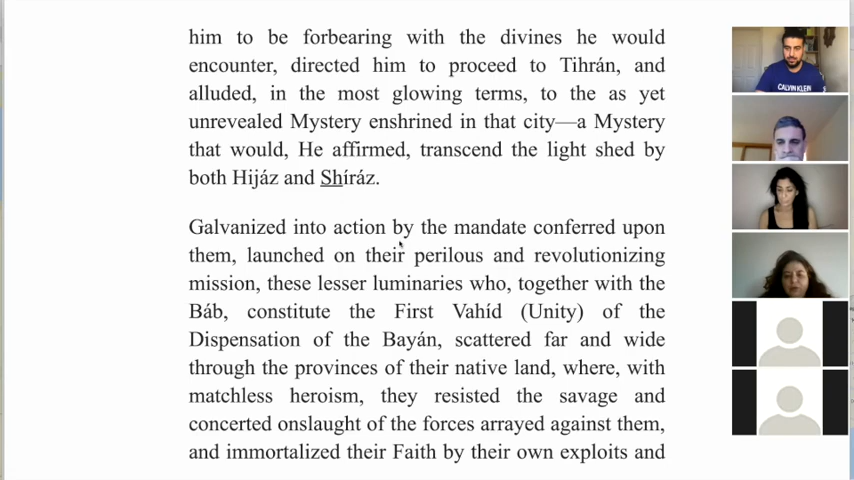 him to be forbearing with the divines he would
encounter, directed him to proceed to Tihrán, and
alluded, in the most glowing terms, to the as yet
unrevealed Mystery enshrined in that city—a Mystery
that would, He affirmed, transcend the light shed by
both Hijáz and Shíráz.
Galvanized into action by the mandate conferred upon
them, launched on their perilous and revolutionizing
mission, these lesser luminaries who, together with the
Báb, constitute the First Vahíd (Unity) of the
Dispensation of the Bayán, scattered far and wide
through the provinces of their native land, where, with
matchless heroism, they resisted the savage and
concerted onslaught of the forces arrayed against them,
and immortalized their Faith by their own exploits and
CALVIN KLEIN